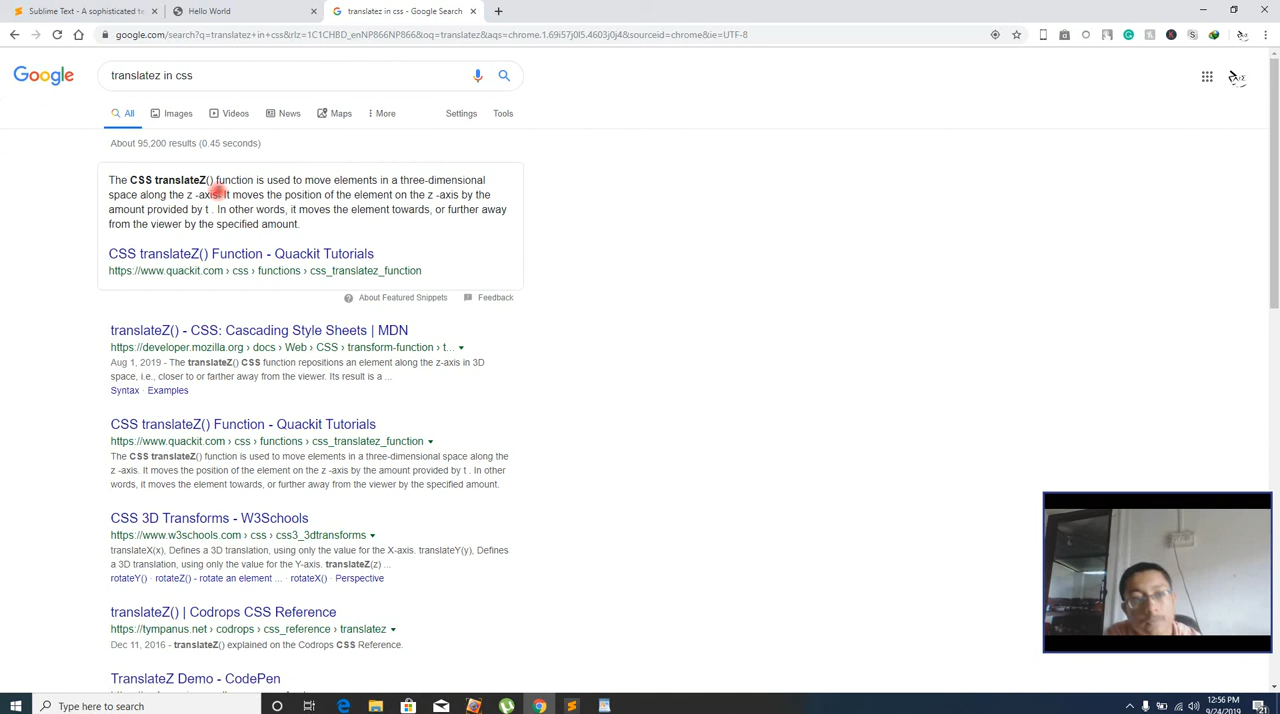 Sublime Text - A sophisticated te
Hello World
translatez in css - Google Search
google.com/search?q=translatez+in+css&rlz=1C1CHBD_enNP866NP866&oq=translatez&aqs=chrome.1.69i57j0l5.4603j0j4&sourceid=chrome&ie=UTF-8
Google
translatez in css
All Images Videos News Maps More Settings Tools
About 95,200 results (0.45 seconds)
The CSS translateZ() function is used to move elements in a three-dimensional
space along the z -axis. It moves the position of the element on the z -axis by the
amount provided by t . In other words, it moves the element towards, or further away
from the viewer by the specified amount.
CSS translateZ() Function - Quackit Tutorials
https://www.quackit.com › css › functions › css_translatez_function
About Featured Snippets Feedback
translateZ() - CSS: Cascading Style Sheets | MDN
https://developer.mozilla.org › docs › Web › CSS › transform-function › t...
Aug 1, 2019 - The translateZ() CSS function repositions an element along the z-axis in 3D
space, i.e., closer to or farther away from the viewer. Its result is a ...
Syntax · Examples
CSS translateZ() Function - Quackit Tutorials
https://www.quackit.com › css › functions › css_translatez_function
The CSS translateZ() function is used to move elements in a three-dimensional space along the
z -axis. It moves the position of the element on the z -axis by the amount provided by t . In other
words, it moves the element towards, or further away from the viewer by the specified amount.
CSS 3D Transforms - W3Schools
https://www.w3schools.com › css › css3_3dtransforms
translateX(x), Defines a 3D translation, using only the value for the X-axis. translateY(y), Defines
a 3D translation, using only the value for the Y-axis. translateZ(z) ...
rotateY() · rotateZ() - rotate an element ... · rotateX() · Perspective
translateZ() | Codrops CSS Reference
https://tympanus.net › codrops › css_reference › translatez
Dec 11, 2016 - translateZ() explained on the Codrops CSS Reference.
TranslateZ Demo - CodePen
Type here to search
12:56 PM
9/24/2019
21